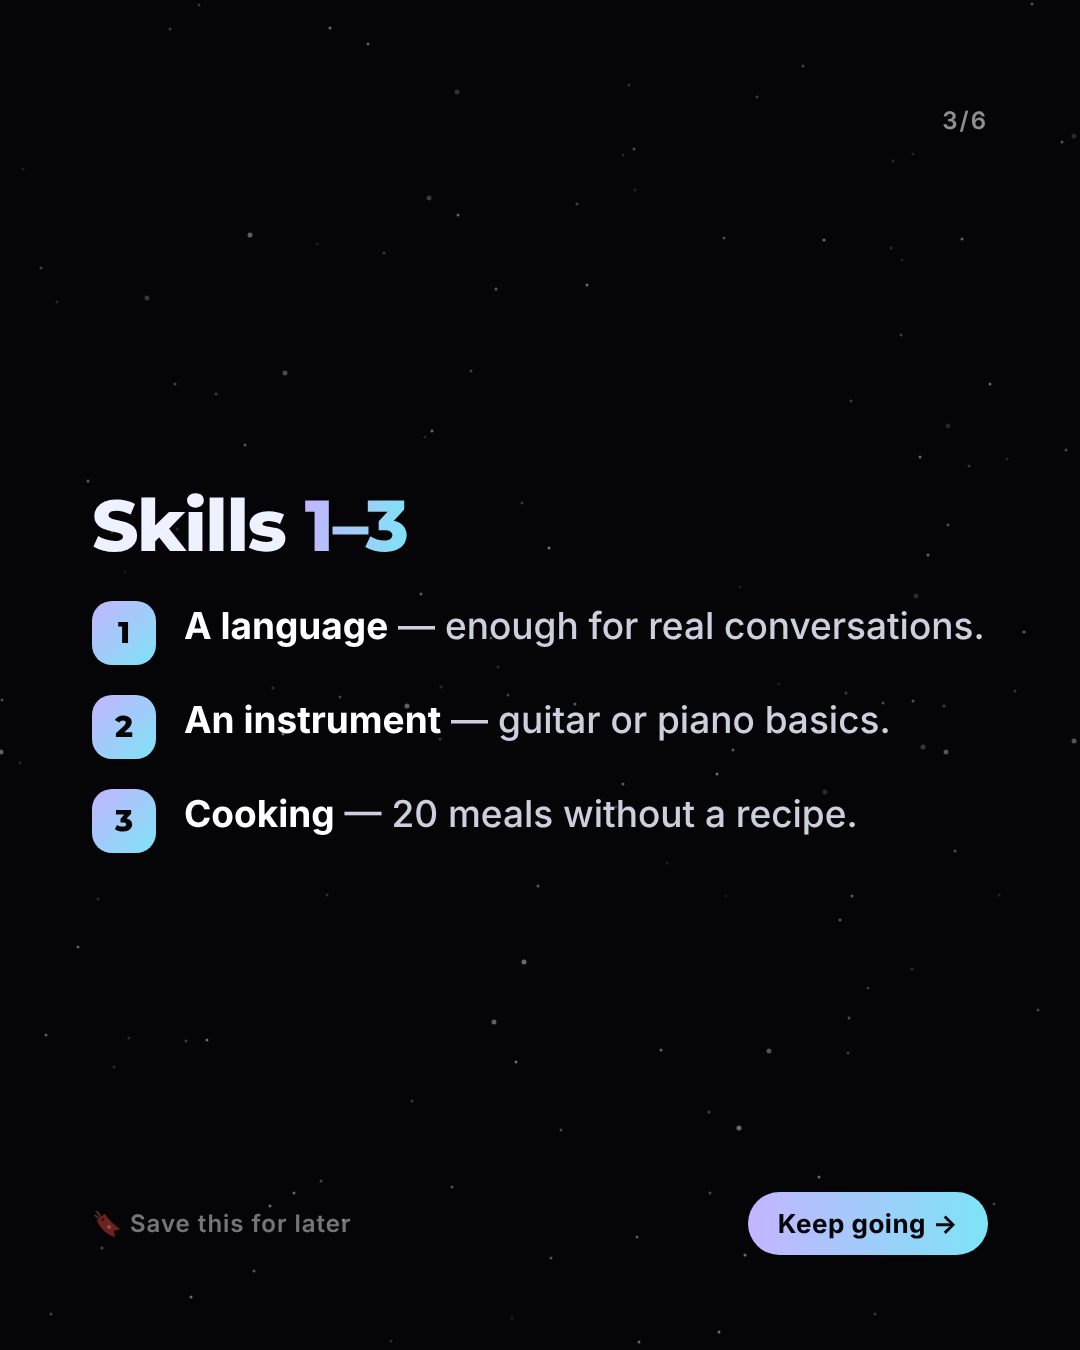 3/6
Skills 1–3
1 A language — enough for real conversations.
2 An instrument — guitar or piano basics.
3 Cooking — 20 meals without a recipe.
🔖 Save this for later
Keep going →